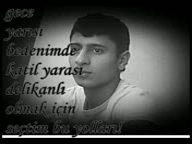 gece
yarısı
bedenimde
katil yarası
delikanlı
olmak için
seçtim bu yolları!